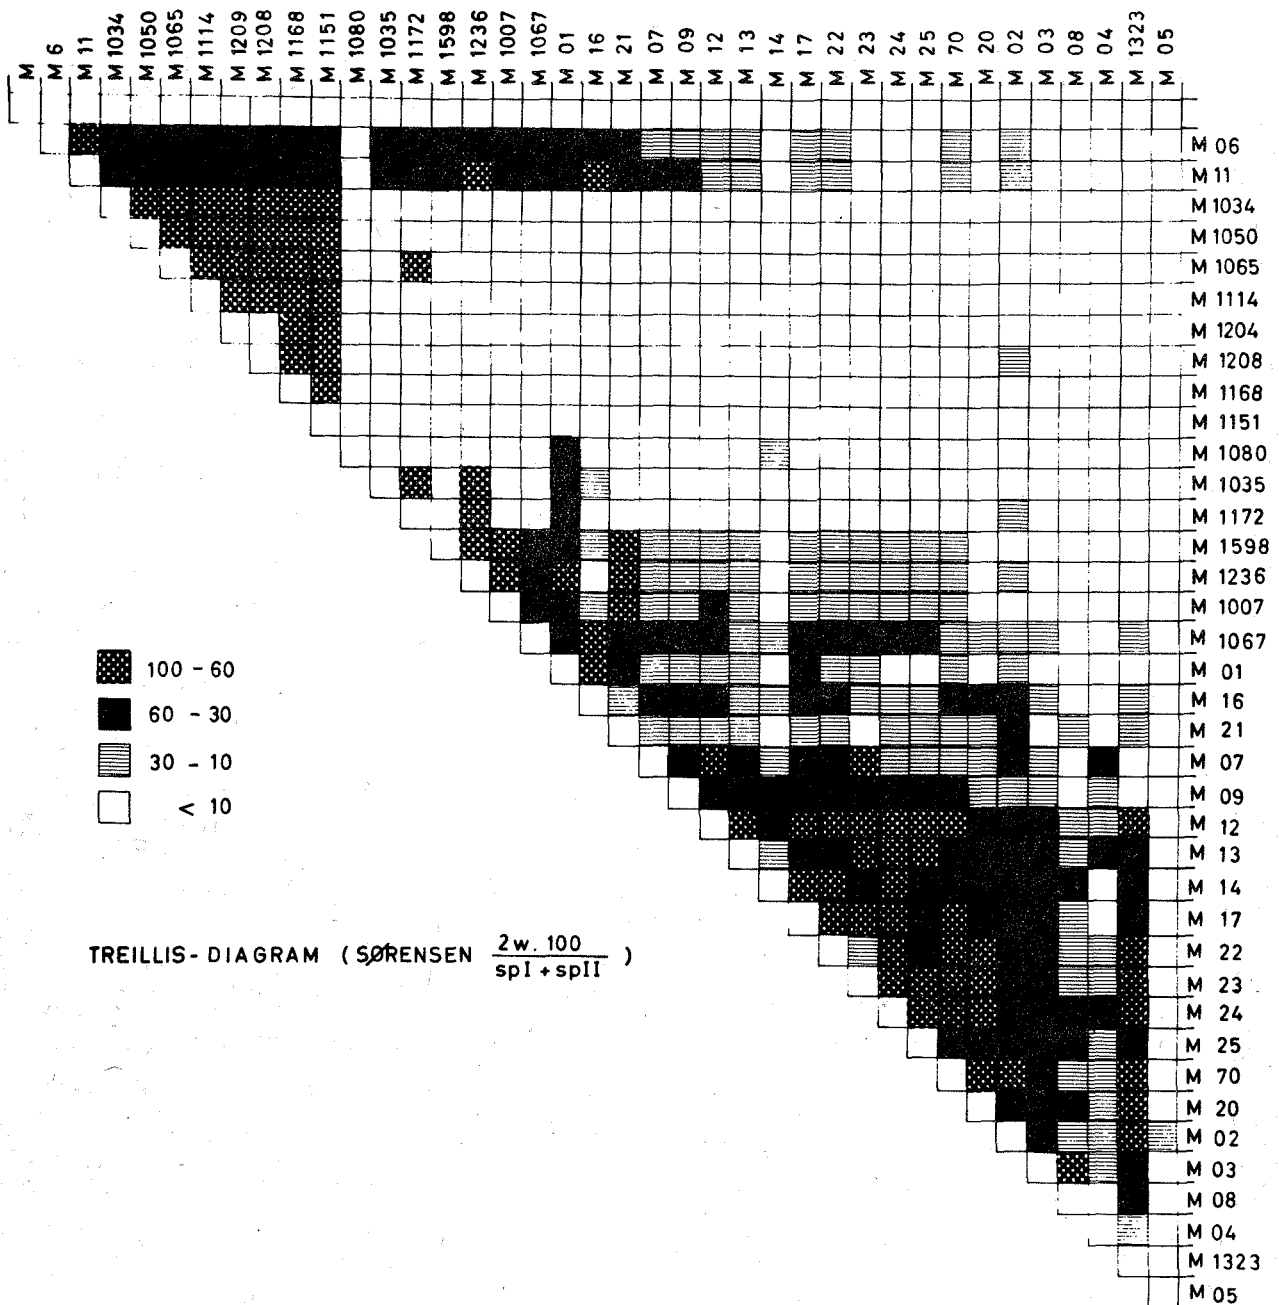 M
M 6
M 11
M 1034
M 1050
M 1065
M 1114
M 1209
M 1208
M 1168
M 1151
M 1080
M 1035
M 1172
M 1598
M 1236
M 1007
M 1067
M 01
M 16
M 21
M 07
M 09
M 12
M 13
M 14
M 17
M 22
M 23
M 24
M 25
M 70
M 20
M 02
M 03
M 08
M 04
M 1323
M 05
M 06
M 11
M 1034
M 1050
M 1065
M 1114
M 1204
M 1208
M 1168
M 1151
M 1080
M 1035
M 1172
M 1598
M 1236
M 1007
M 1067
M 01
M 16
M 21
M 07
M 09
M 12
M 13
M 14
M 17
M 22
M 23
M 24
M 25
M 70
M 20
M 02
M 03
M 08
M 04
M 1323
M 05
100 - 60
60 - 30
30 - 10
< 10
TREILLIS-DIAGRAM (SØRENSEN 2w. 100 / spI + spII )